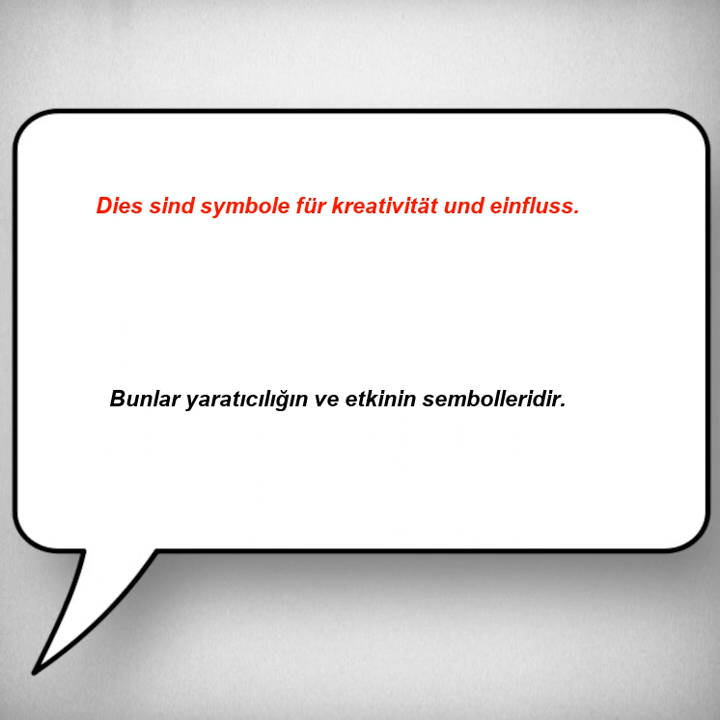 Dies sind symbole für kreativität und einfluss.
Bunlar yaratıcılığın ve etkinin sembolleridir.